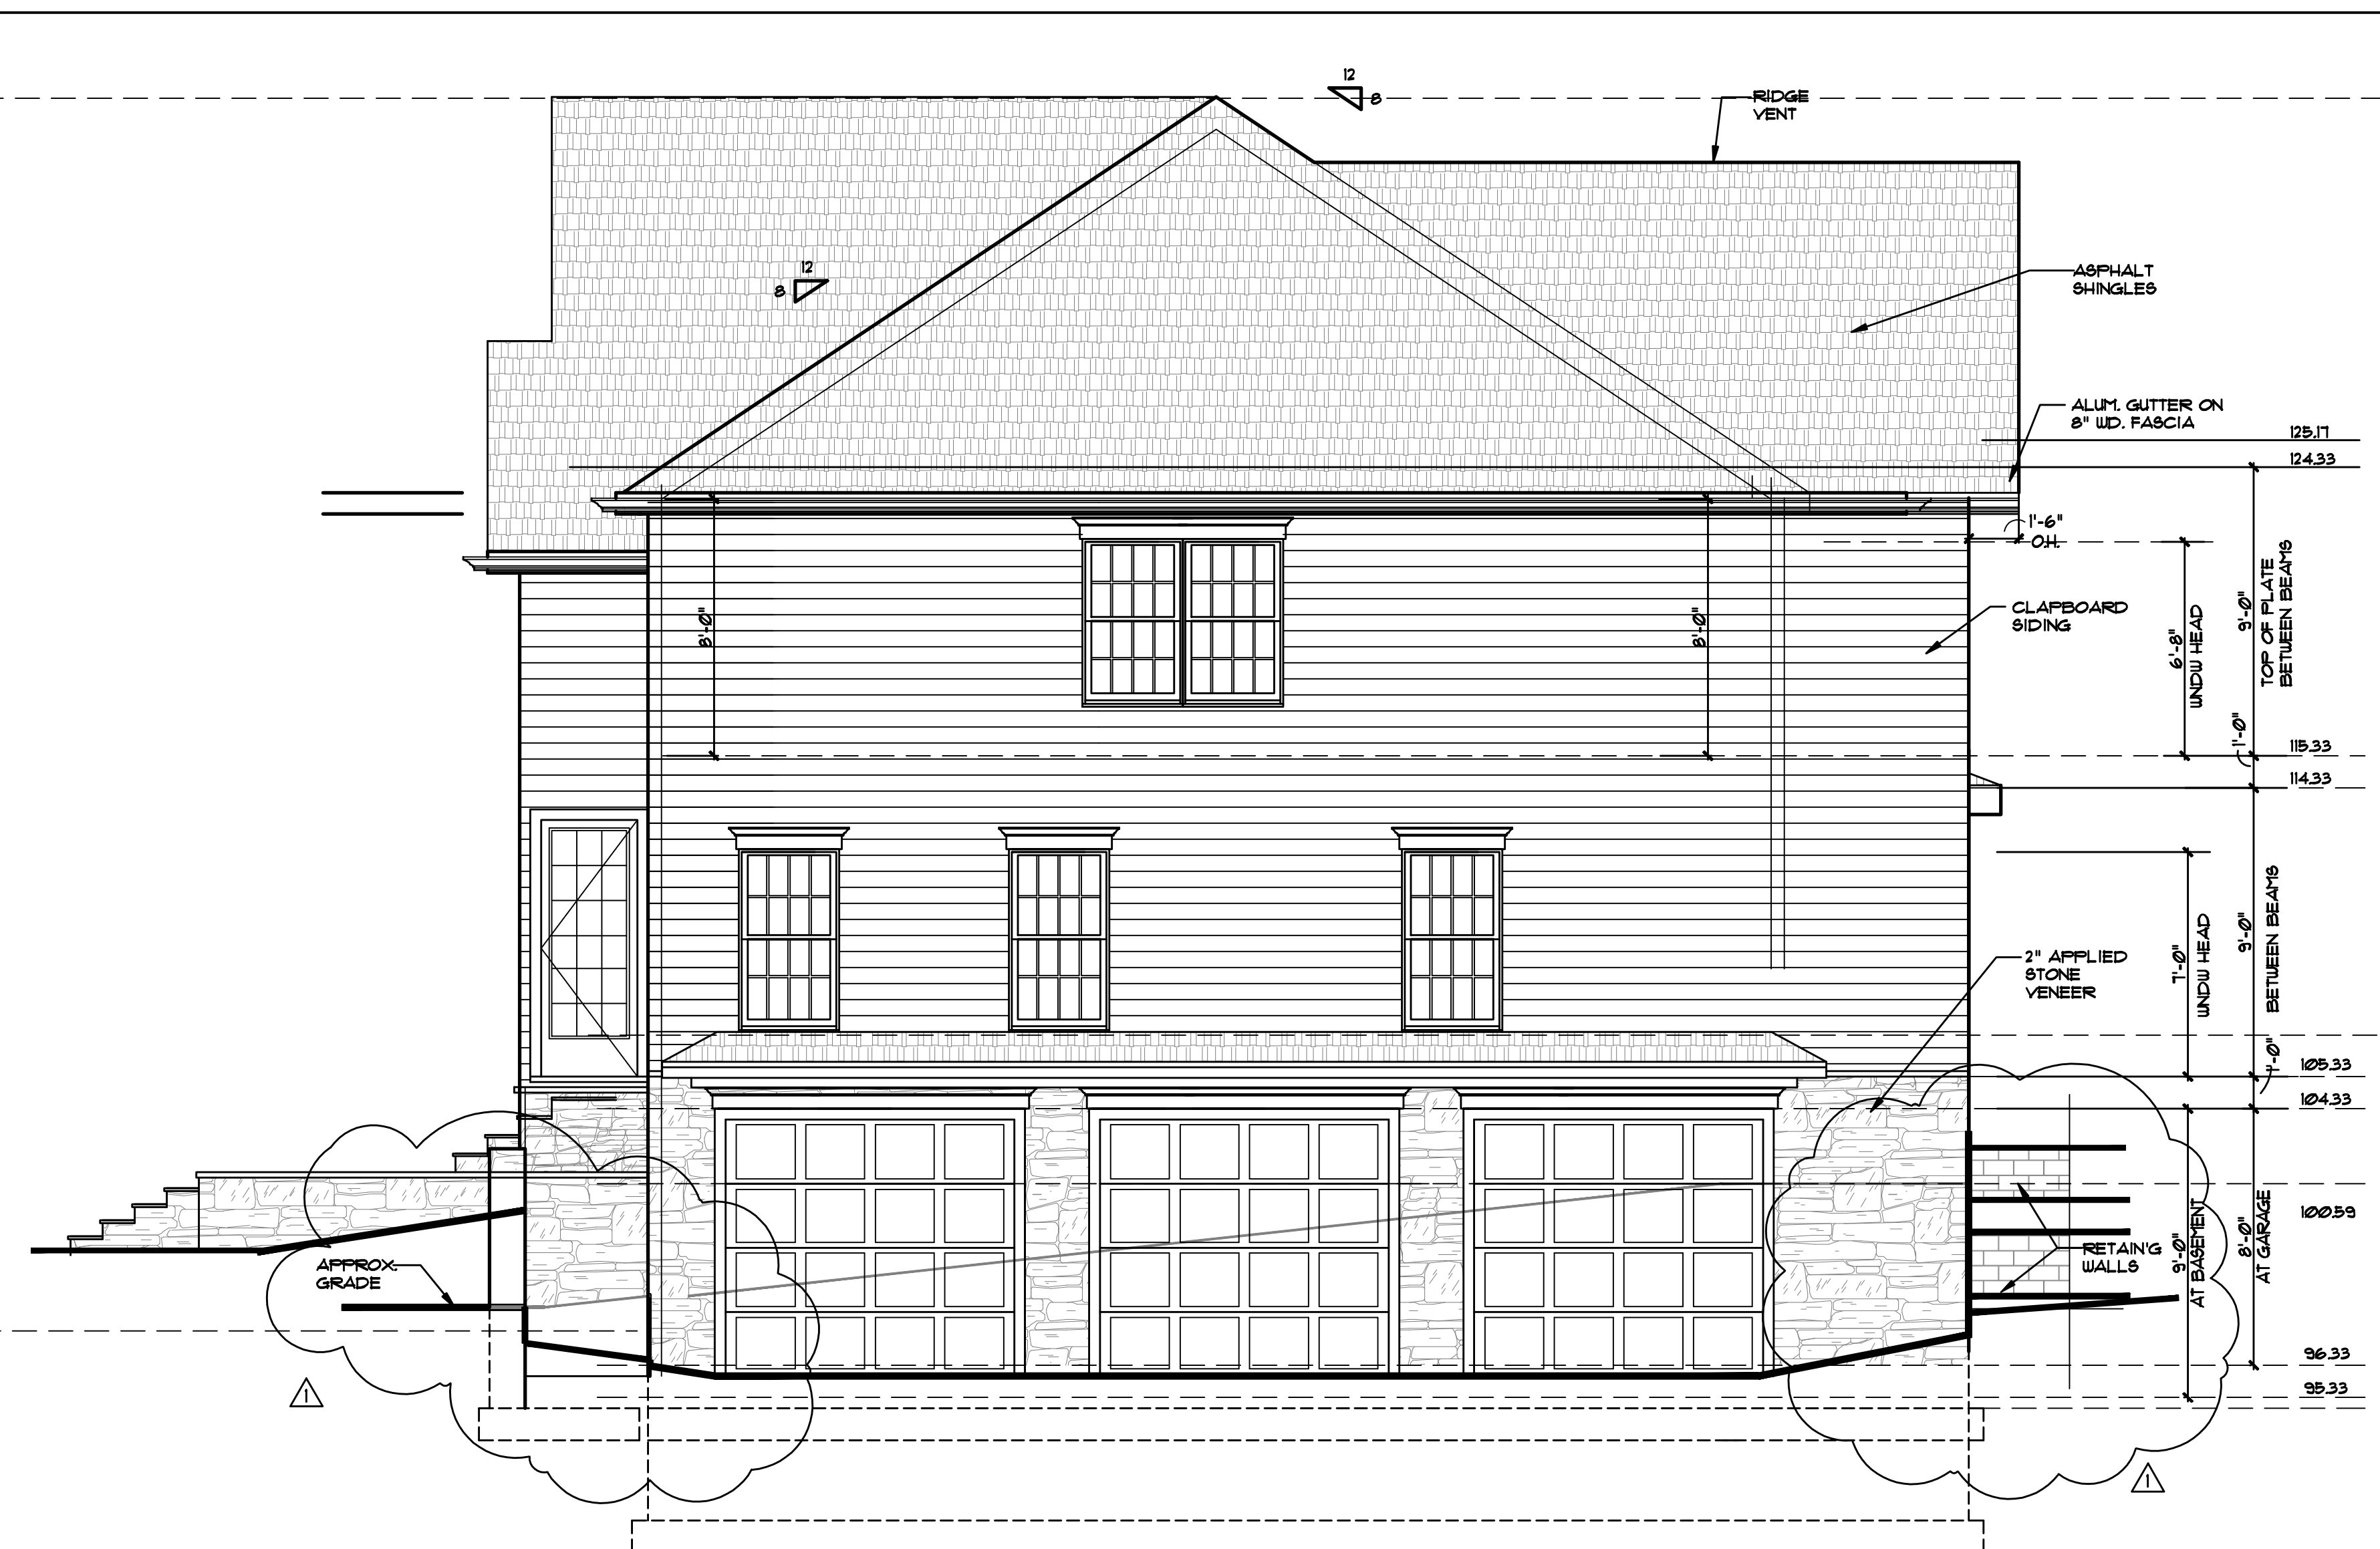 12
8
RIDGE
VENT
12
8
ASPHALT
SHINGLES
ALUM. GUTTER ON
8" WD. FASCIA
125.17
124.33
1'-6"
O.H.
8'-0"
8'-0"
CLAPBOARD
SIDING
6'-8"
WNDW HEAD
9'-0"
TOP OF PLATE
BETWEEN BEAMS
1'-0"
115.33
114.33
2" APPLIED
STONE
VENEER
7'-0"
WNDW HEAD
9'-0"
BETWEEN BEAMS
1'-0"
105.33
104.33
100.59
APPROX.
GRADE
RETAIN'G
WALLS
9'-0"
AT BASEMENT
8'-0"
AT GARAGE
96.33
95.33
1
1